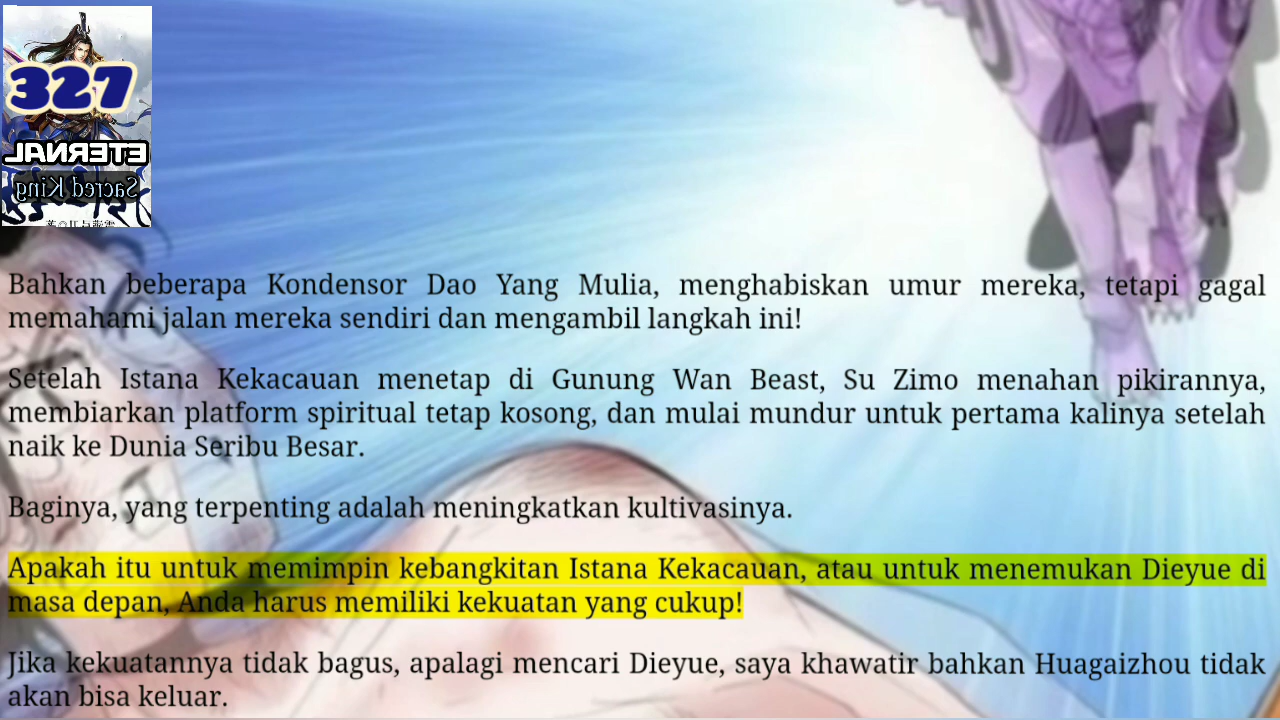 327
ETERNAL
Sacred King
Bahkan beberapa Kondensor Dao Yang Mulia, menghabiskan umur mereka, tetapi gagal
memahami jalan mereka sendiri dan mengambil langkah ini!
Setelah Istana Kekacauan menetap di Gunung Wan Beast, Su Zimo menahan pikirannya,
membiarkan platform spiritual tetap kosong, dan mulai mundur untuk pertama kalinya setelah
naik ke Dunia Seribu Besar.
Baginya, yang terpenting adalah meningkatkan kultivasinya.
Apakah itu untuk memimpin kebangkitan Istana Kekacauan, atau untuk menemukan Dieyue di
masa depan, Anda harus memiliki kekuatan yang cukup!
Jika kekuatannya tidak bagus, apalagi mencari Dieyue, saya khawatir bahkan Huagaizhou tidak
akan bisa keluar.